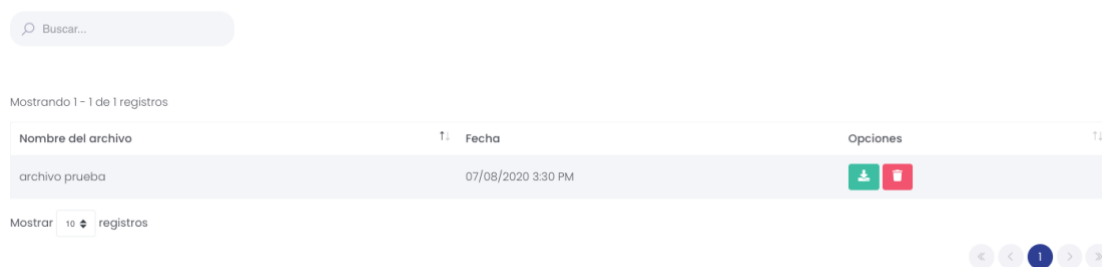 Buscar...
Mostrando 1 - 1 de 1 registros
Nombre del archivo Fecha Opciones
archivo prueba 07/08/2020 3:30 PM
Mostrar 10 registros
« < 1 > »